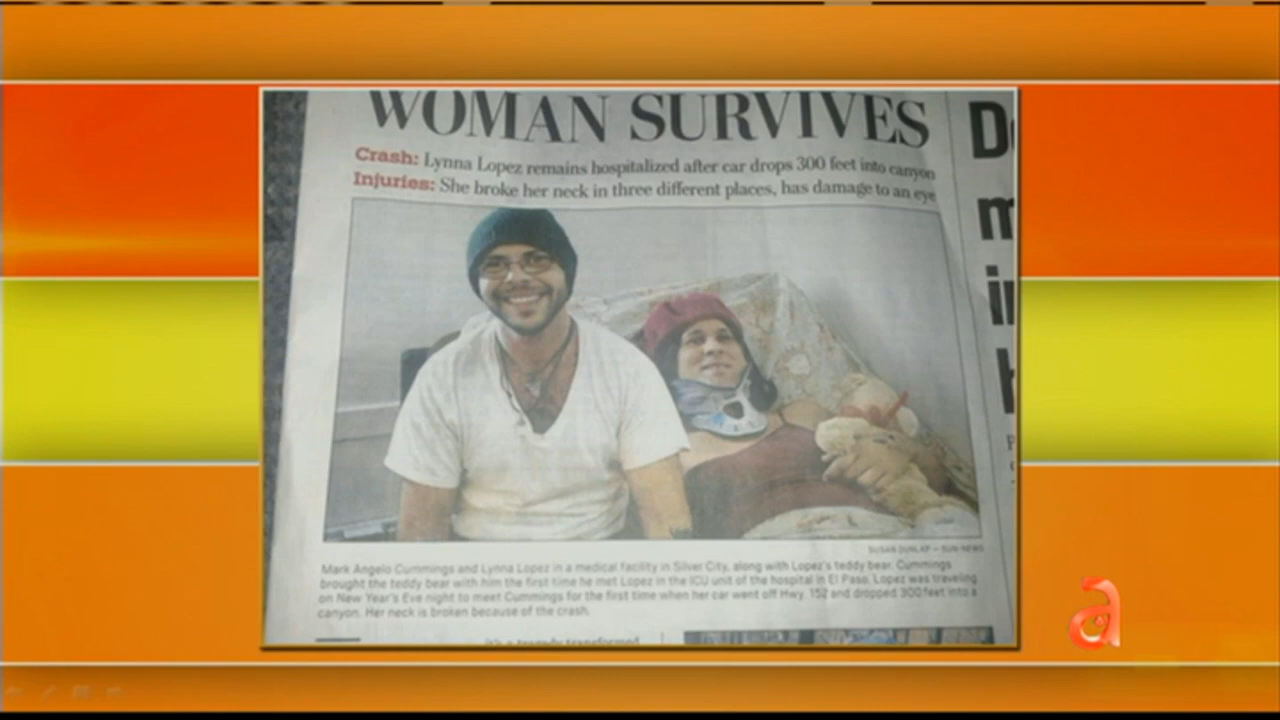 WOMAN SURVIVES
Crash: Lynna Lopez remains hospitalized after car drops 300 feet into canyon
Injuries: She broke her neck in three different places, has damage to an eye
SUSAN DUNLAP — SUN-NEWS
Mark Angelo Cummings and Lynna Lopez in a medical facility in Silver City, along with Lopez's teddy bear. Cummings
brought the teddy bear with him the first time he met Lopez in the ICU unit of the hospital in El Paso. Lopez was traveling
on New Year's Eve night to meet Cummings for the first time when her car went off Hwy. 152 and dropped 300 feet into a
canyon. Her neck is broken because of the crash.
D
m
i
a